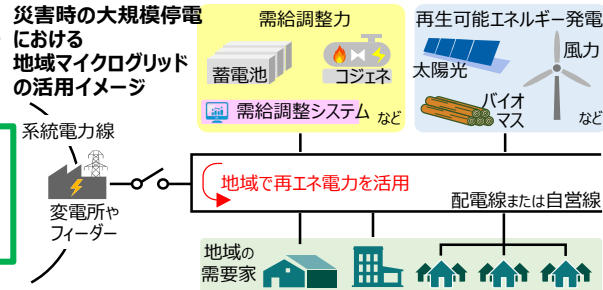 災害時の大規模停電
における
地域マイクログリッド
の活用イメージ
需給調整力
蓄電池
コジェネ
需給調整システム など
再生可能エネルギー発電
太陽光
風力
バイオ
マス
など
系統電力線
変電所や
フィーダー
地域で再エネ電力を活用
配電線または自営線
地域の
需要家